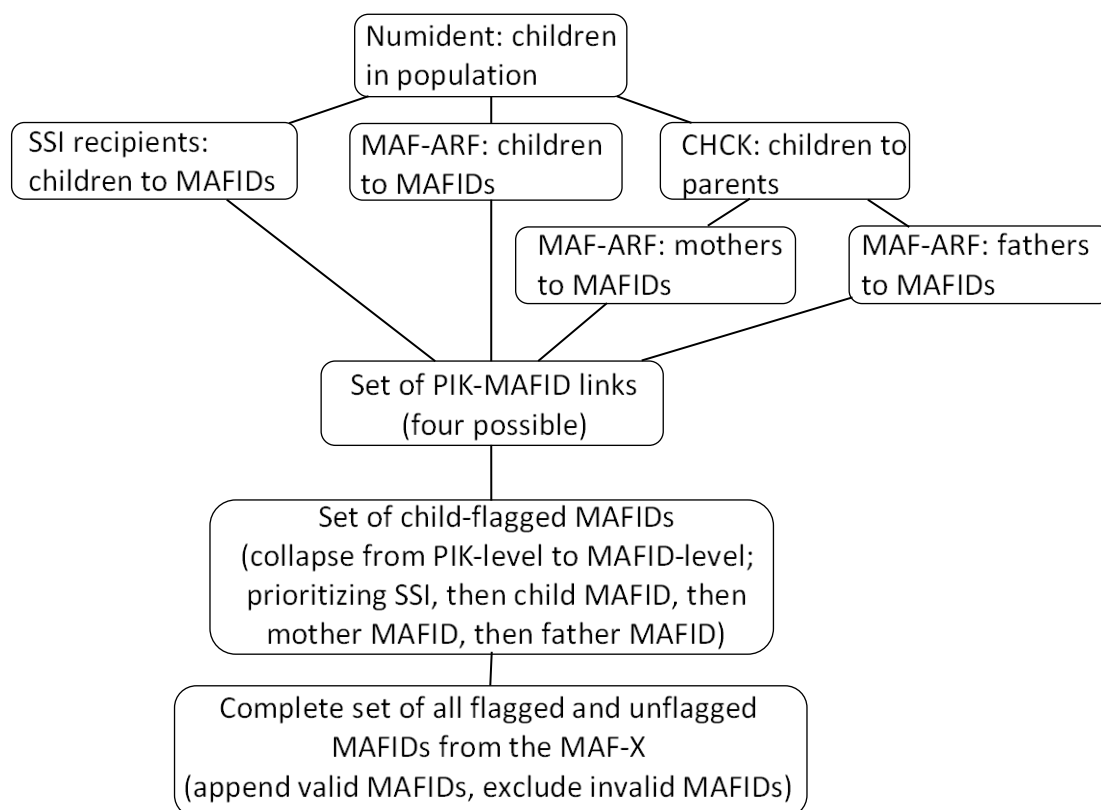 Numident: children
in population
SSI recipients:
children to MAFIDs
MAF-ARF: children
to MAFIDs
CHCK: children to
parents
MAF-ARF: mothers
to MAFIDs
MAF-ARF: fathers
to MAFIDs
Set of PIK-MAFID links
(four possible)
Set of child-flagged MAFIDs
(collapse from PIK-level to MAFID-level;
prioritizing SSI, then child MAFID, then
mother MAFID, then father MAFID)
Complete set of all flagged and unflagged
MAFIDs from the MAF-X
(append valid MAFIDs, exclude invalid MAFIDs)